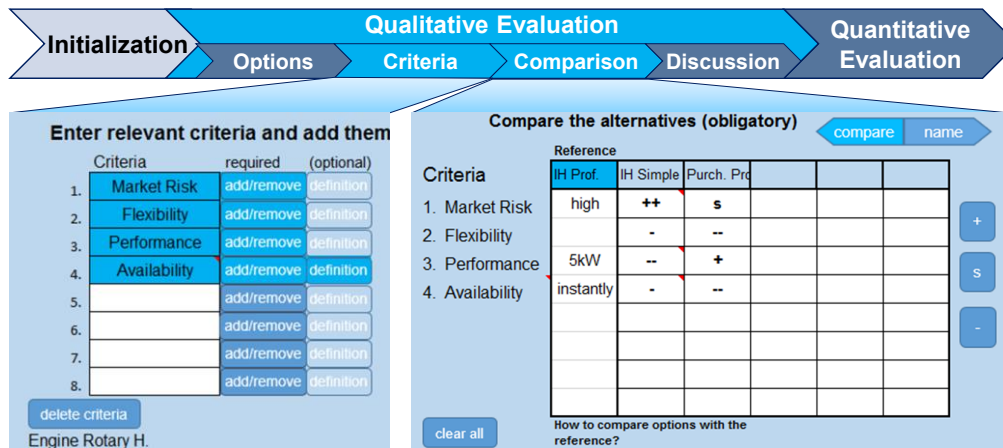 Initialization
Qualitative Evaluation
Options
Criteria
Comparison
Discussion
Quantitative
Evaluation
Enter relevant criteria and add them
Criteria required (optional)
1. Market Risk add/remove definition
2. Flexibility add/remove definition
3. Performance add/remove definition
4. Availability add/remove definition
5. add/remove definition
6. add/remove definition
7. add/remove definition
8. add/remove definition
delete criteria
Engine Rotary H.
Compare the alternatives (obligatory)
compare name
Reference
Criteria IH Prof. IH Simple Purch. Pro
1. Market Risk high ++ s
2. Flexibility - --
3. Performance 5kW -- +
4. Availability instantly - --
+
s
-
clear all
How to compare options with the
reference?